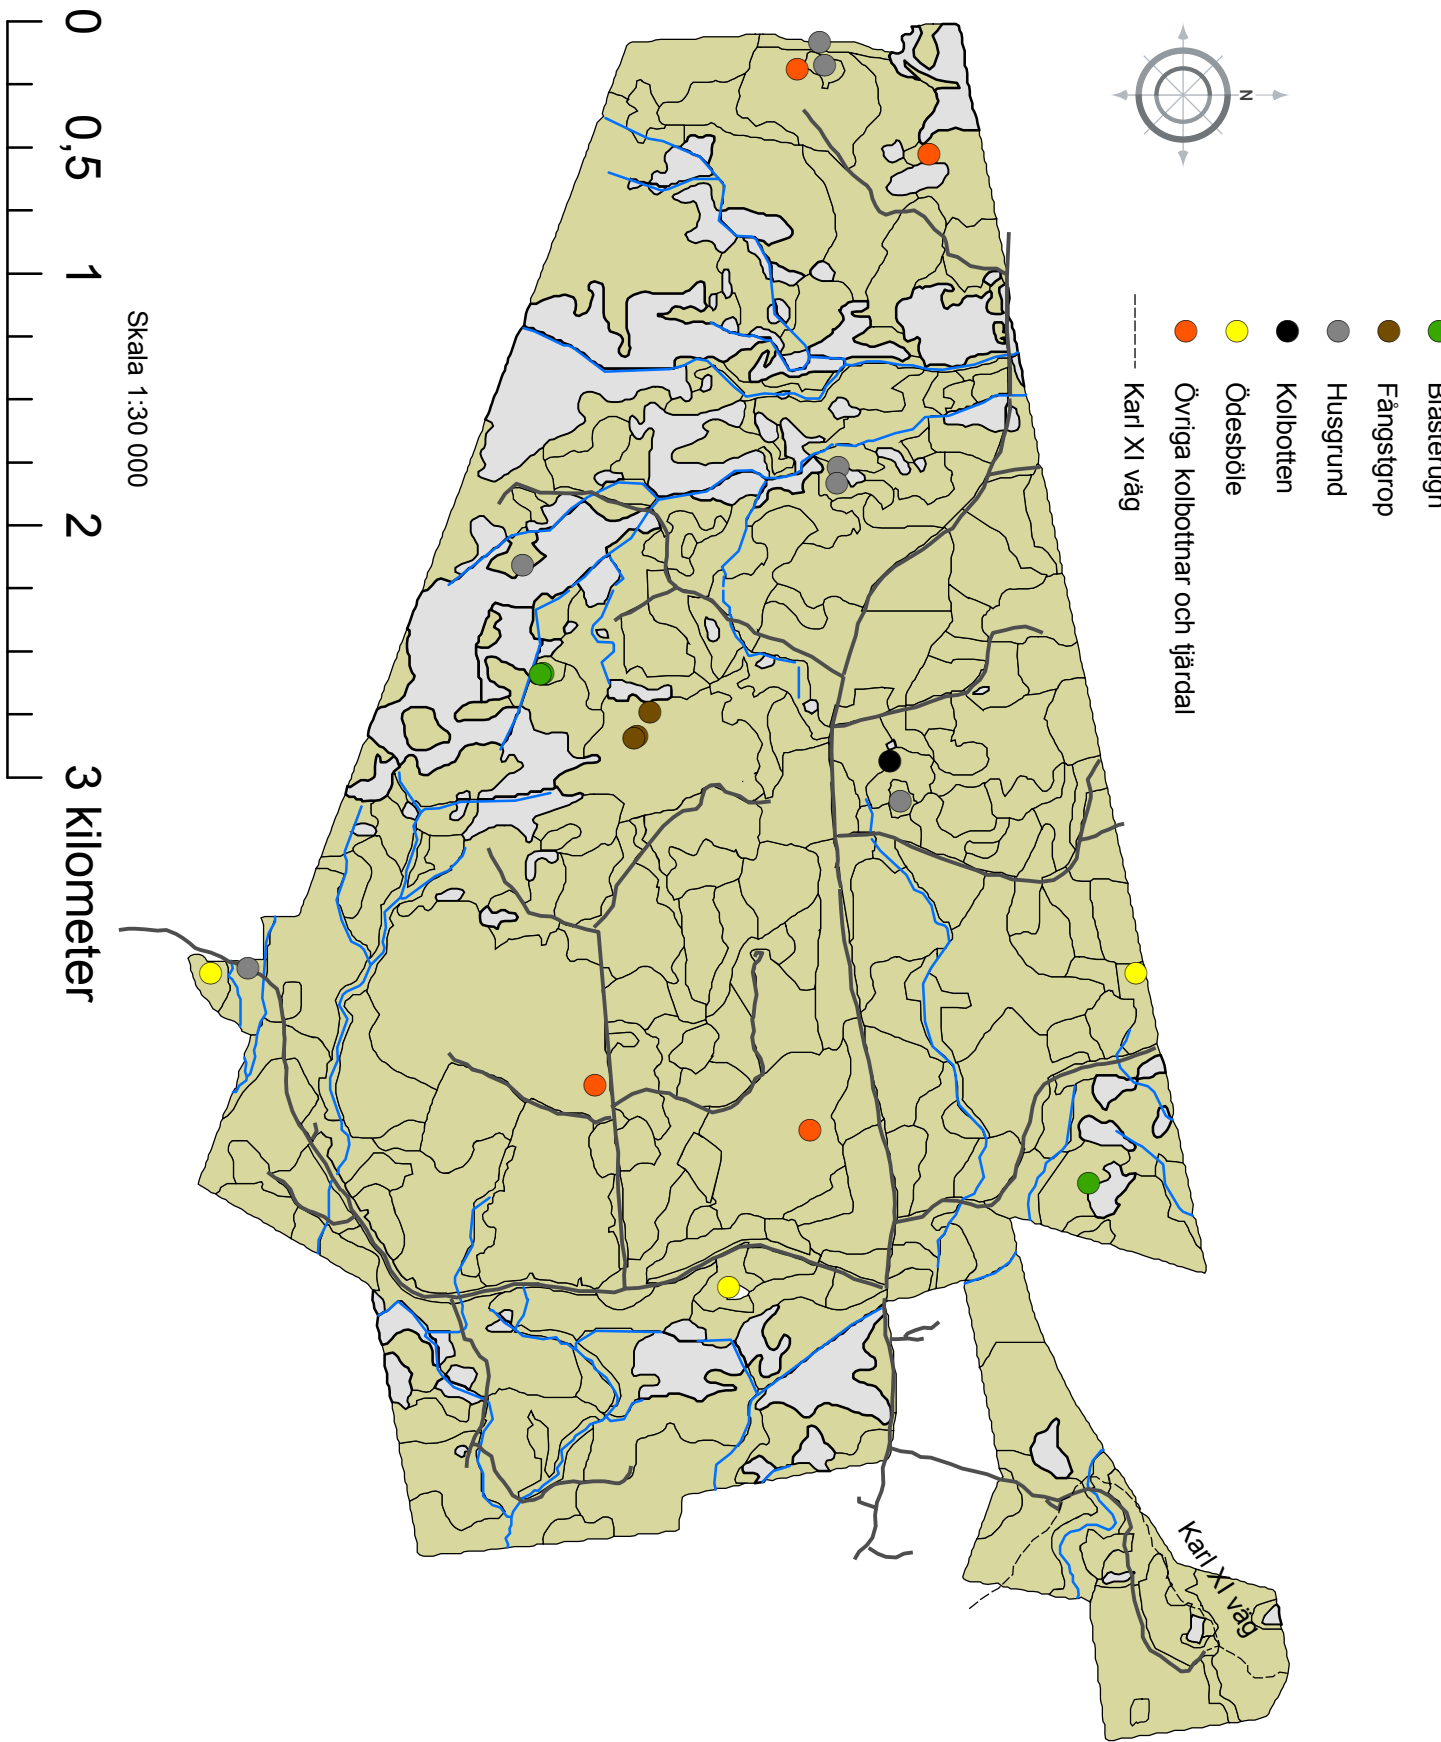 N
Blästerugn
Fångstgrop
Husgrund
Kolbotten
Ödesböle
Övriga kolbottnar och tjärdal
Karl XI väg
Karl XI väg
Skala 1:30 000
0 0,5 1 2 3 kilometer